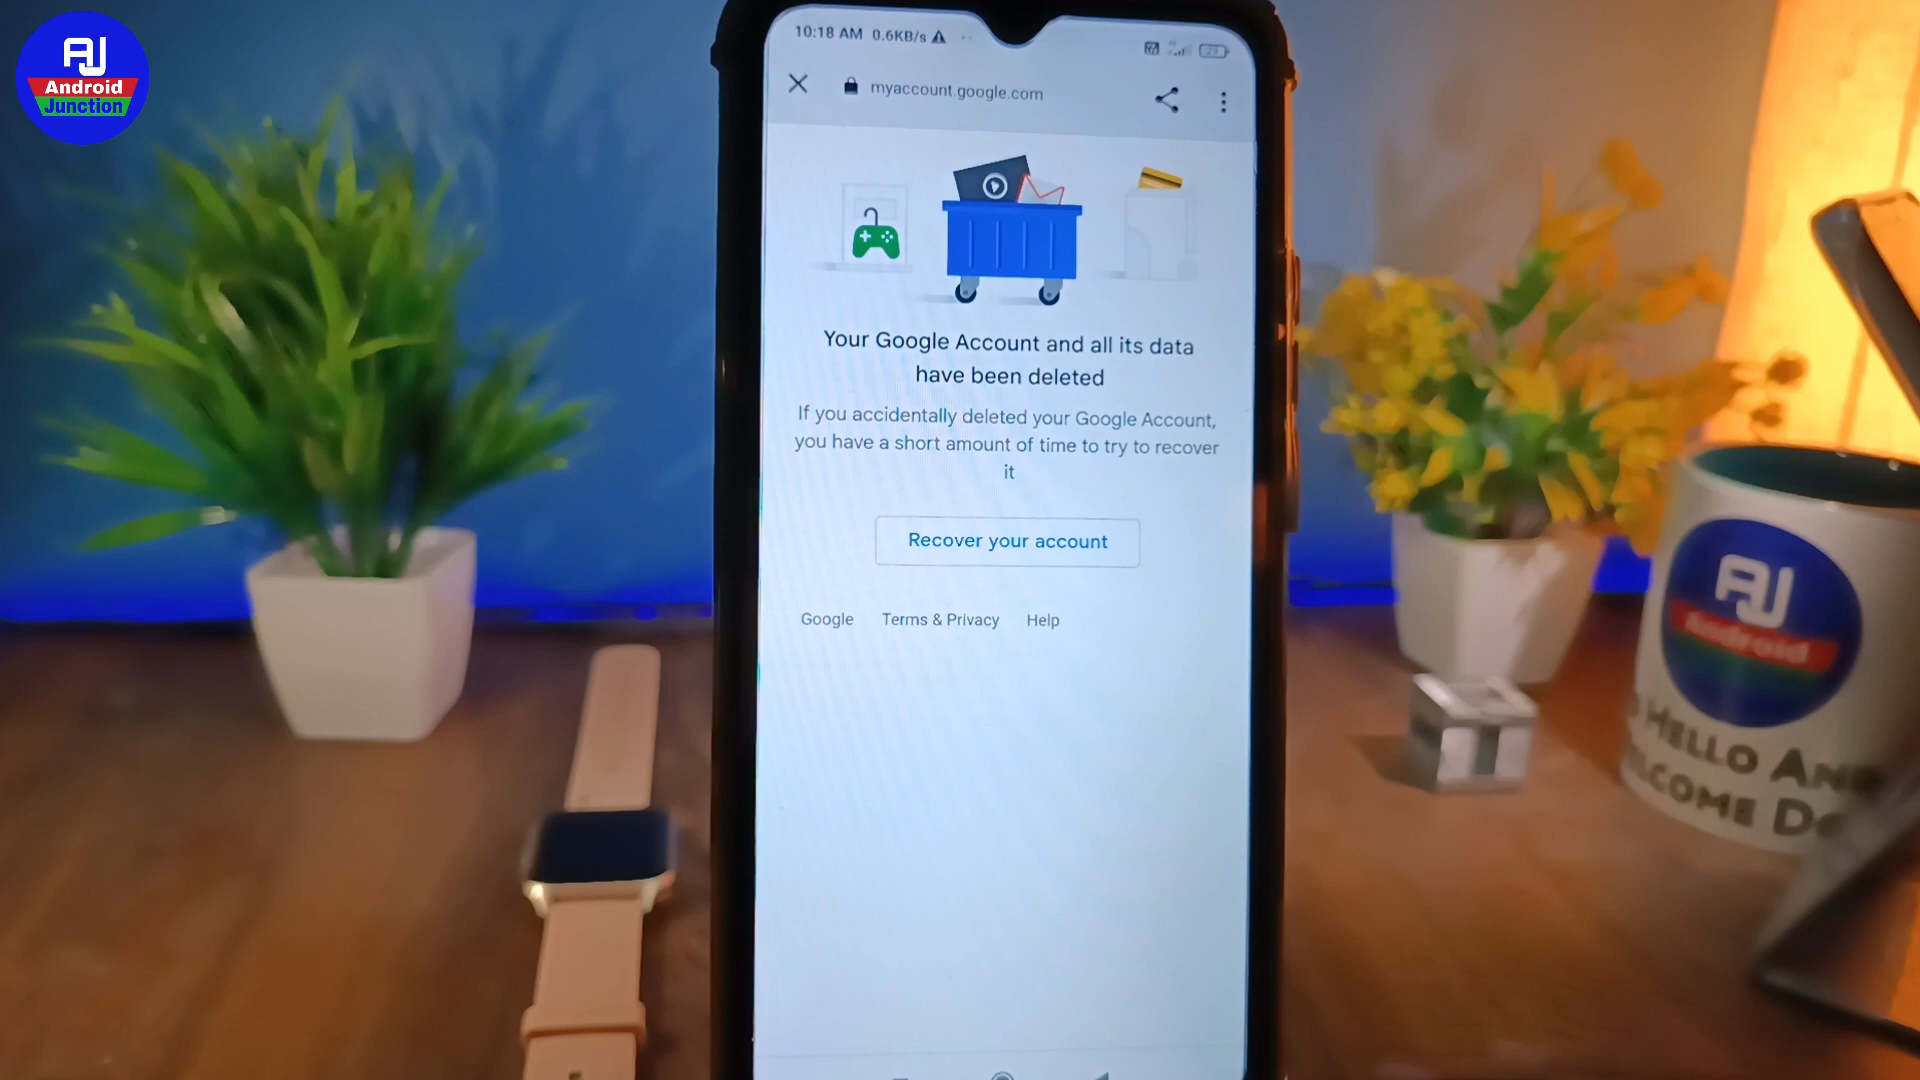 AJ
Android
Junction
10:18 AM 0.6KB/s
29
myaccount.google.com
Your Google Account and all its data
have been deleted
If you accidentally deleted your Google Account,
you have a short amount of time to try to recover
it
Recover your account
Google Terms & Privacy Help
AJ
Android
HELLO